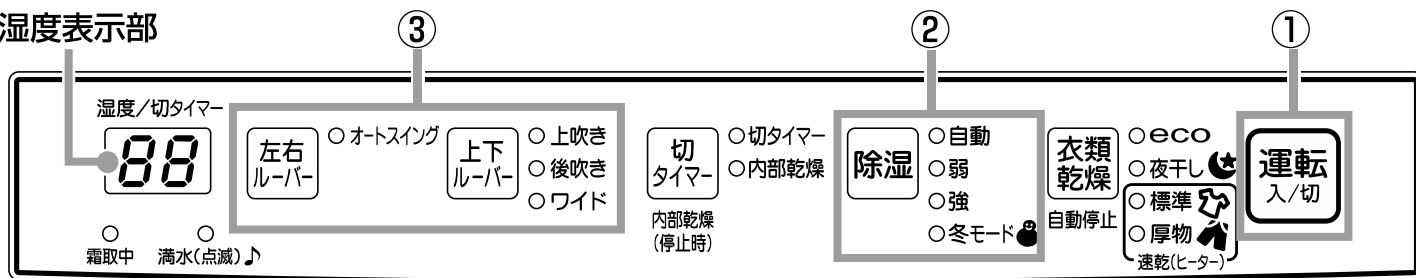 湿度表示部
③
②
①
湿度/切タイマー
88
霜取中
満水(点滅)♪
左右
ルーバー
オートスイング
上下
ルーバー
上吹き
後吹き
ワイド
切
タイマー
切タイマー
内部乾燥
内部乾燥
(停止時)
除湿
自動
弱
強
冬モード
衣類
乾燥
自動停止
eco
夜干し
標準
厚物
速乾(ヒーター)
運転
入/切